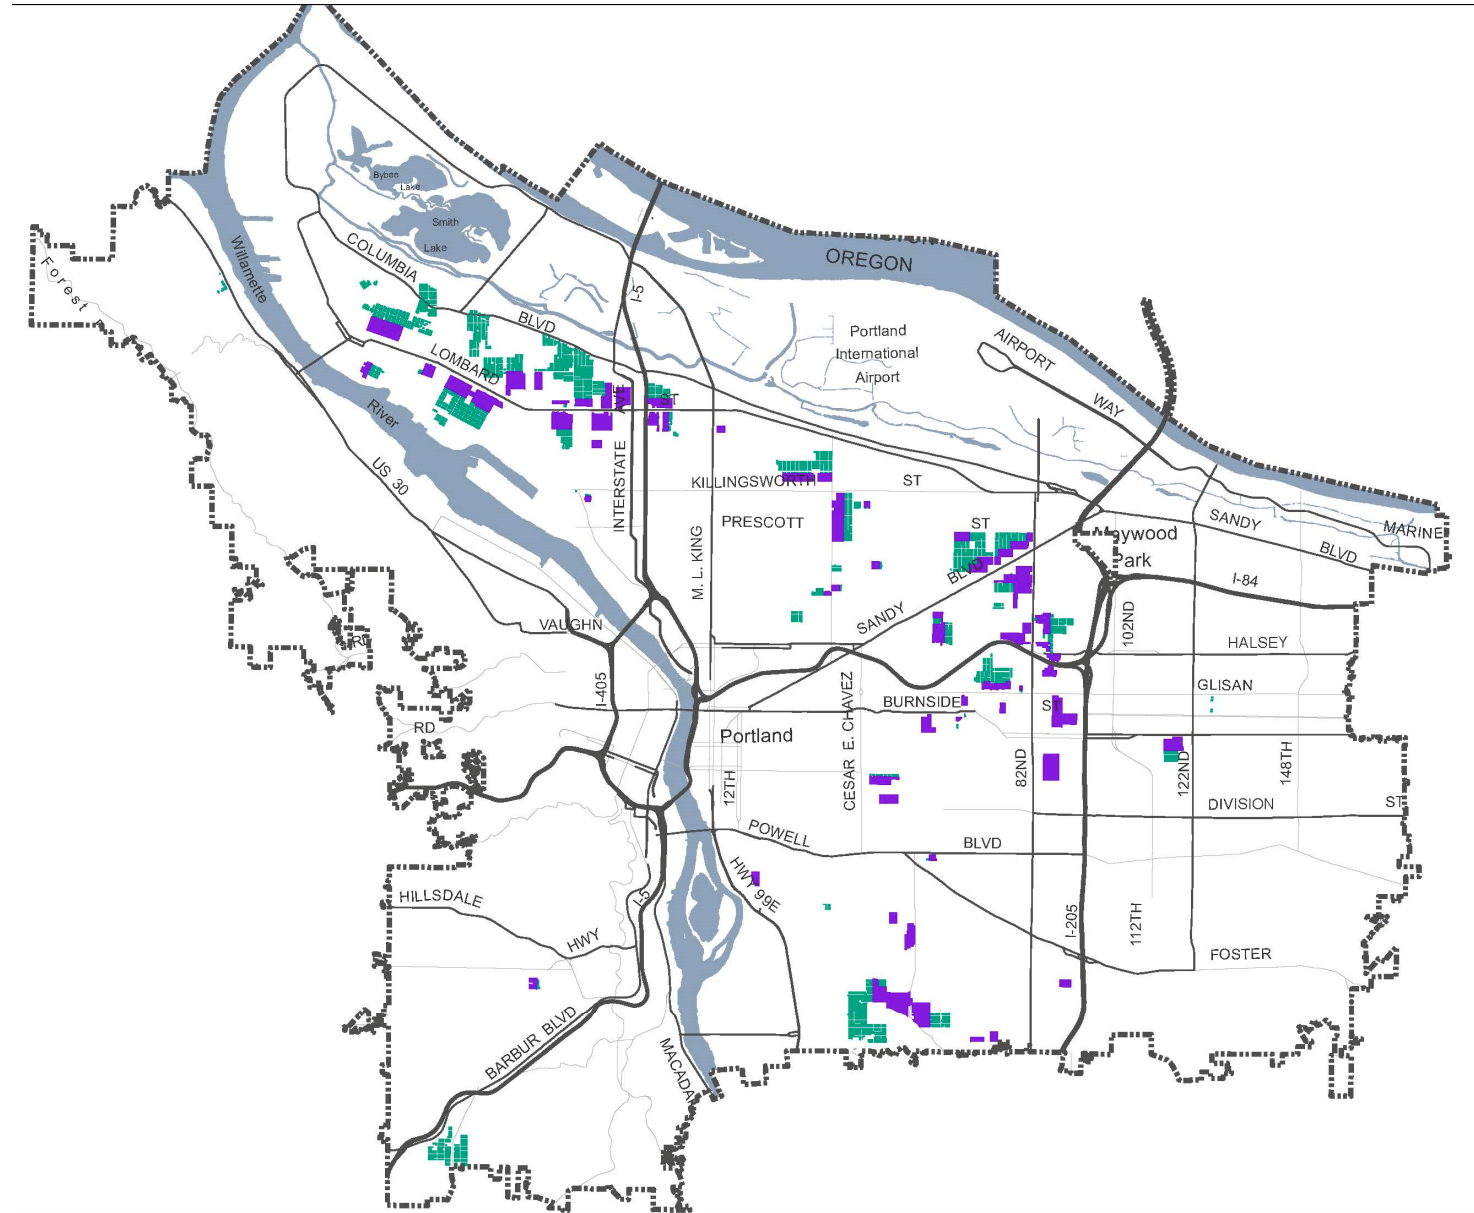 Bybee
Lake
Smith
Lake
COLUMBIA
OREGON
Willamette
Forest
I-5
BLVD
Portland
International
Airport
AIRPORT
WAY
LOMBARD
AVE
ST
River
US 30
INTERSTATE
KILLINGSWORTH
ST
M. L. KING
PRESCOTT
ST
SANDY
BLVD
MARINE
Maywood
Park
BLVD
I-84
SANDY
VAUGHN
102ND
HALSEY
RD
I-405
CESAR E. CHAVEZ
BURNSIDE
ST
GLISAN
RD
Portland
82ND
122ND
148TH
12TH
DIVISION
ST
POWELL
BLVD
HWY 99E
HILLSDALE
HWY
I-5
I-205
112TH
FOSTER
BARBUR BLVD
MACADAM